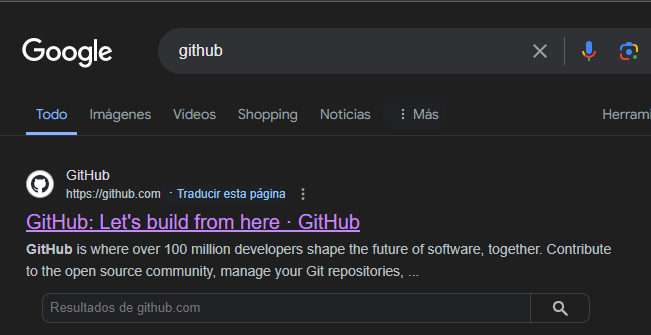 Google
github
Todo Imágenes Vídeos Shopping Noticias Más Herrami
GitHub
https://github.com · Traducir esta página
GitHub: Let's build from here · GitHub
GitHub is where over 100 million developers shape the future of software, together. Contribute
to the open source community, manage your Git repositories, ...
Resultados de github.com